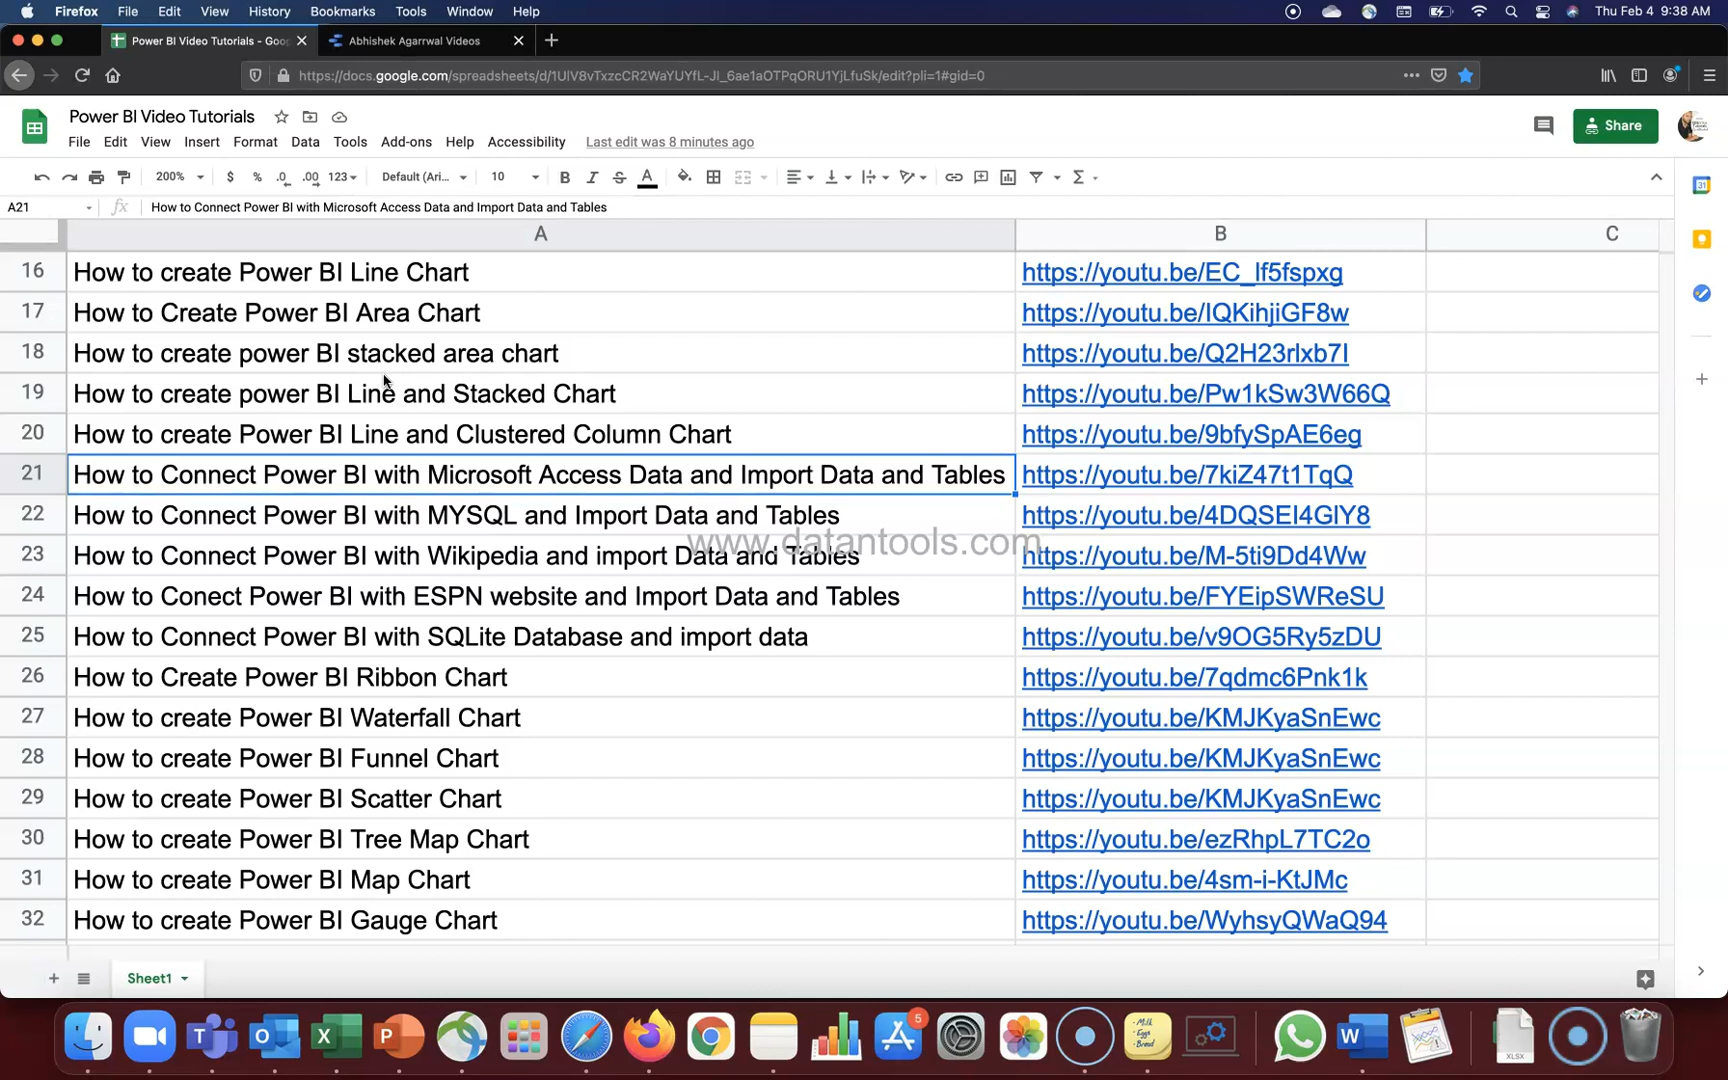 Firefox File Edit View History Bookmarks Tools Window Help Thu Feb 4 9:38 AM
Power BI Video Tutorials - Goo Abhishek Agarrwal Videos
https://docs.google.com/spreadsheets/d/1UlV8vTxzcCR2WaYUYfL-Jl_6ae1aOTPqORU1YjLfuSk/edit?pli=1#gid=0
Power BI Video Tutorials
Share
File Edit View Insert Format Data Tools Add-ons Help Accessibility Last edit was 8 minutes ago
200% $ % .0 .00 123 Default (Ari... 10 B I S A
31
A21 fx How to Connect Power BI with Microsoft Access Data and Import Data and Tables
A B C
16 How to create Power BI Line Chart https://youtu.be/EC_lf5fspxg
17 How to Create Power BI Area Chart https://youtu.be/IQKihjiGF8w
18 How to create power BI stacked area chart https://youtu.be/Q2H23rlxb7I
19 How to create power BI Line and Stacked Chart https://youtu.be/Pw1kSw3W66Q
20 How to create Power BI Line and Clustered Column Chart https://youtu.be/9bfySpAE6eg
21 How to Connect Power BI with Microsoft Access Data and Import Data and Tables https://youtu.be/7kiZ47t1TqQ
22 How to Connect Power BI with MYSQL and Import Data and Tables https://youtu.be/4DQSEI4GlY8
www.datantools.com
23 How to Connect Power BI with Wikipedia and import Data and Tables https://youtu.be/M-5ti9Dd4Ww
24 How to Conect Power BI with ESPN website and Import Data and Tables https://youtu.be/FYEipSWReSU
25 How to Connect Power BI with SQLite Database and import data https://youtu.be/v9OG5Ry5zDU
26 How to Create Power BI Ribbon Chart https://youtu.be/7qdmc6Pnk1k
27 How to create Power BI Waterfall Chart https://youtu.be/KMJKyaSnEwc
28 How to create Power BI Funnel Chart https://youtu.be/KMJKyaSnEwc
29 How to create Power BI Scatter Chart https://youtu.be/KMJKyaSnEwc
30 How to create Power BI Tree Map Chart https://youtu.be/ezRhpL7TC2o
31 How to create Power BI Map Chart https://youtu.be/4sm-i-KtJMc
32 How to create Power BI Gauge Chart https://youtu.be/WyhsyQWaQ94
Sheet1
5
Milk
Eggs
Bread
XLSX